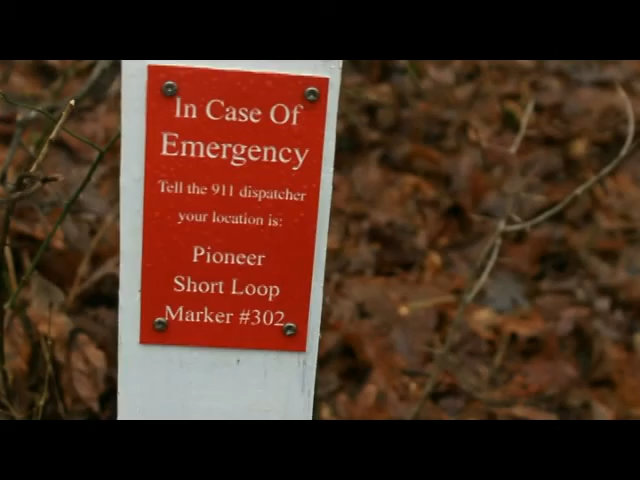 In Case Of
Emergency
Tell the 911 dispatcher
your location is:
Pioneer
Short Loop
Marker #302